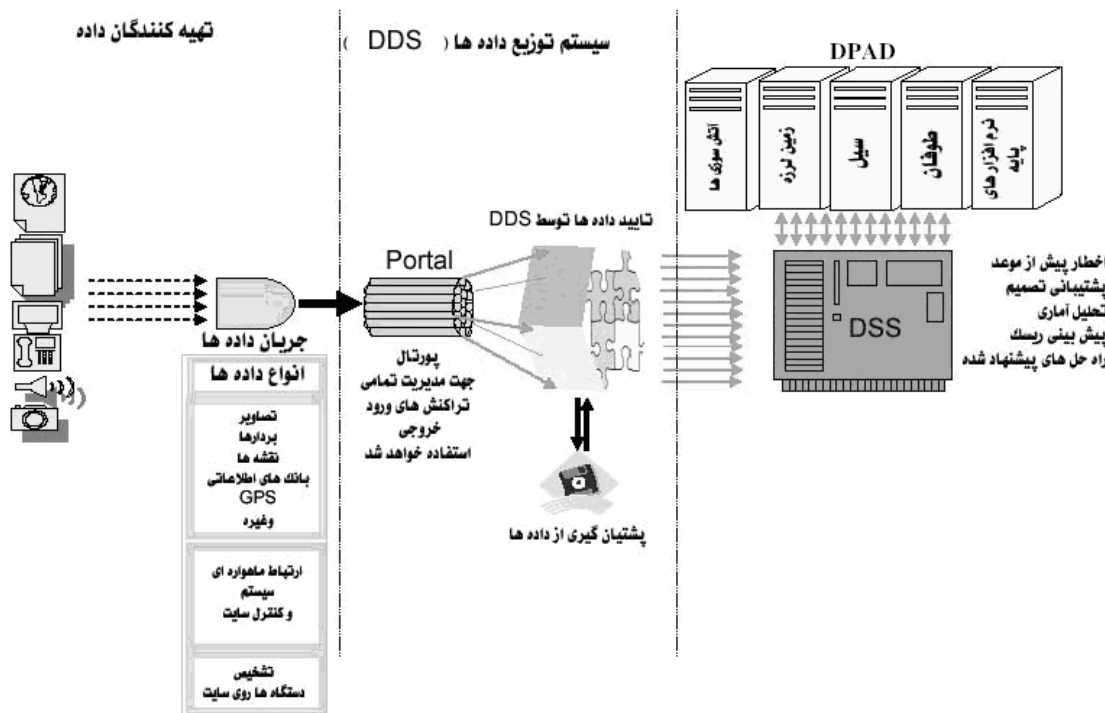 تهیه کنندگان داده
سیستم توزیع داده ها ( DDS )
DPAD
آتش سوزی ها
زمین لرزه
سیل
طوفان
نرم افزار های
پایه
تایید داده ها توسط DDS
Portal
DSS
اخطار پیش از موعد
پشتیبانی تصمیم
تحلیل آماری
پیش بینی ریسک
راه حل های پیشنهاد شده
جریان داده ها
انواع داده ها
تصاویر
بردارها
نقشه ها
بانک های اطلاعاتی
GPS
وغیره
ارتباط ماهواره ای
سیستم
و کنترل سایت
تشخیص
دستگاه ها روی سایت
پورتال
جهت مدیریت تمامی
تراکنش های ورود
خروجی
استفاده خواهد شد
پشتیان گیری از داده ها